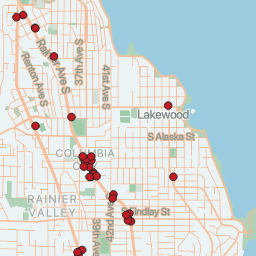 Rainier Ave S
Renton Ave S
37th Ave S
41st Ave S
Lakewood
S Alaska St
COLUMBIA
RAINIER
VALLEY
39th Ave
Findlay St